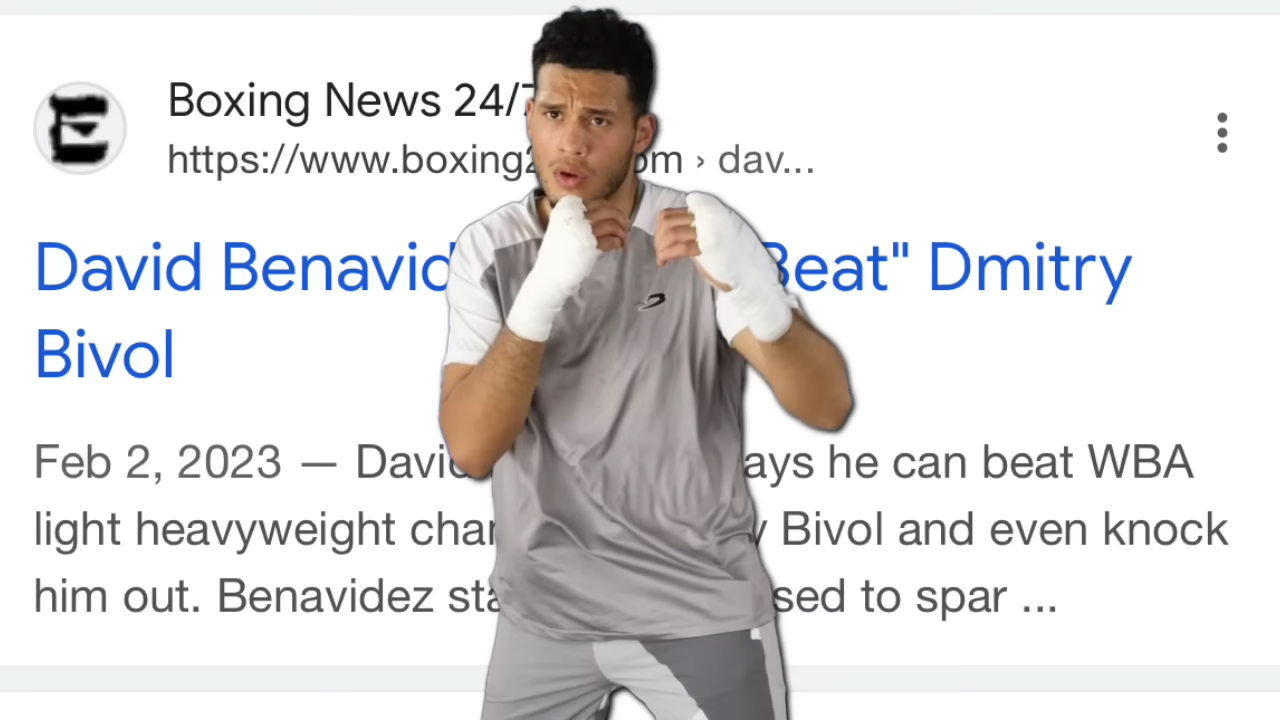 Boxing News 24/7
https://www.boxing2 om › dav...
David Benavid Beat" Dmitry
Bivol
Feb 2, 2023 — Davi ays he can beat WBA
light heavyweight cha y Bivol and even knock
him out. Benavidez sta sed to spar ...